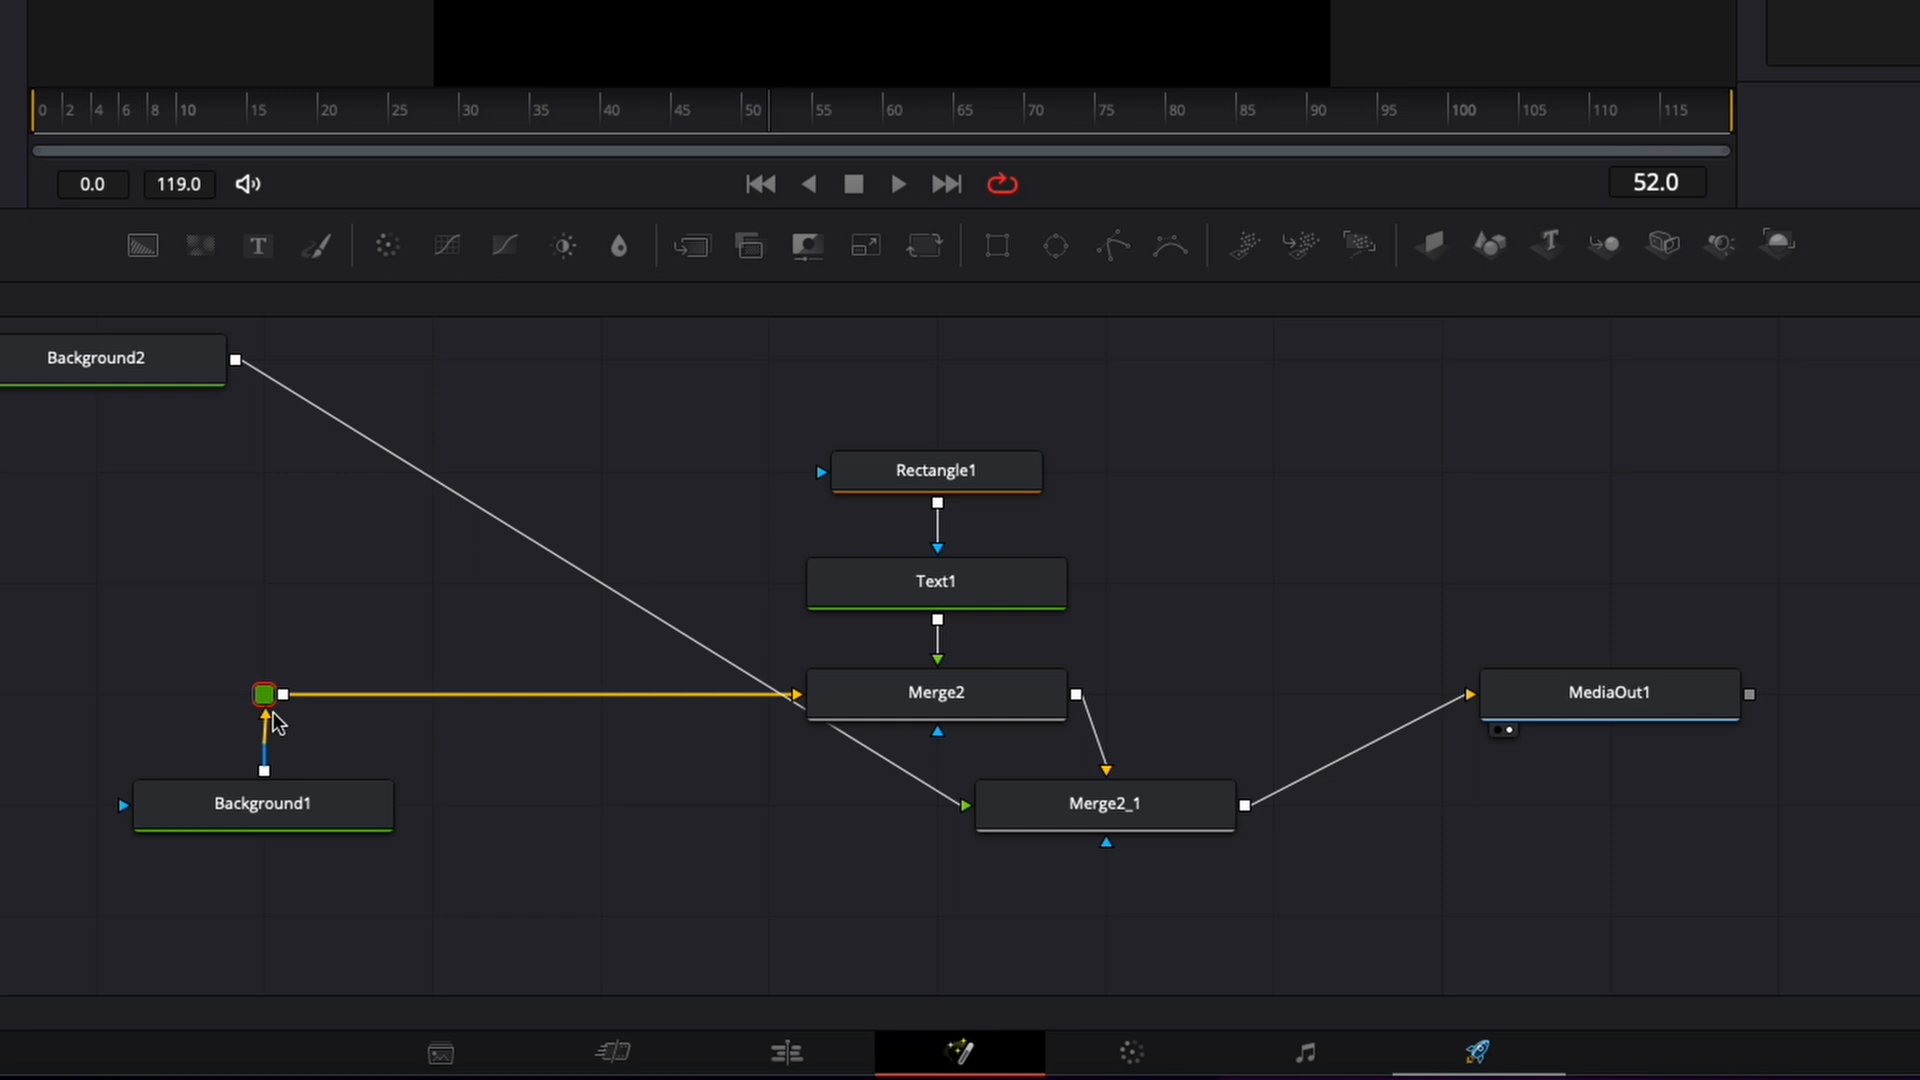 0 2 4 6 8 10 15 20 25 30 35 40 45 50 55 60 65 70 75 80 85 90 95 100 105 110 115
0.0 119.0 52.0
T
Background2
Rectangle1
Text1
Merge2 MediaOut1
Background1 Merge2_1